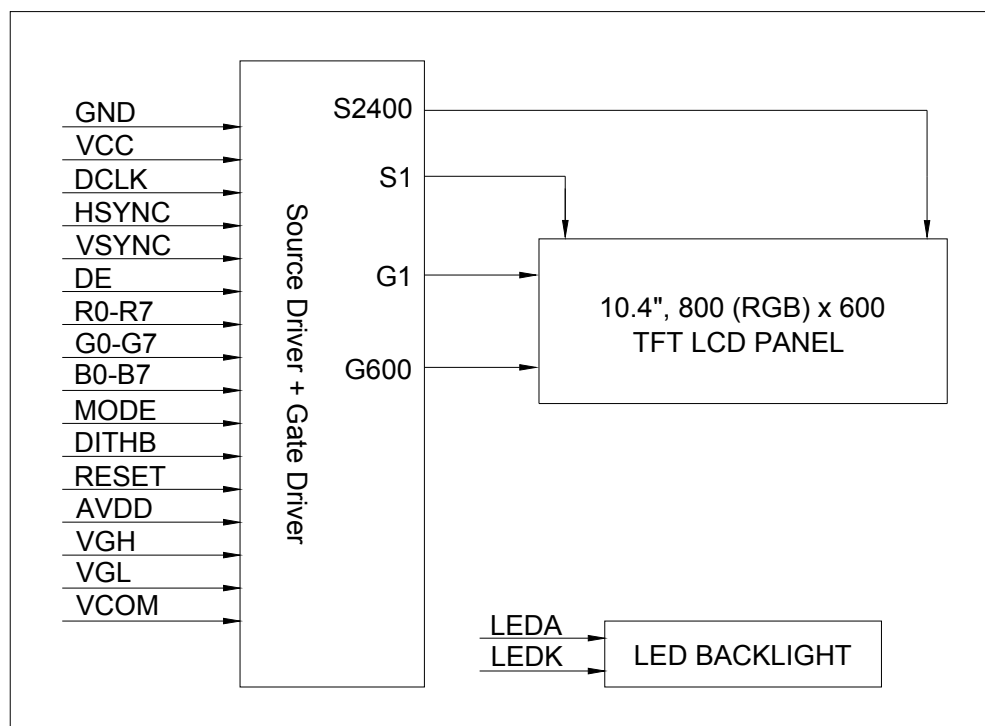 GND
VCC
DCLK
HSYNC
VSYNC
DE
R0-R7
G0-G7
B0-B7
MODE
DITHB
RESET
AVDD
VGH
VGL
VCOM
Source Driver + Gate Driver
S2400
S1
G1
G600
10.4", 800 (RGB) x 600
TFT LCD PANEL
LEDA
LEDK
LED BACKLIGHT